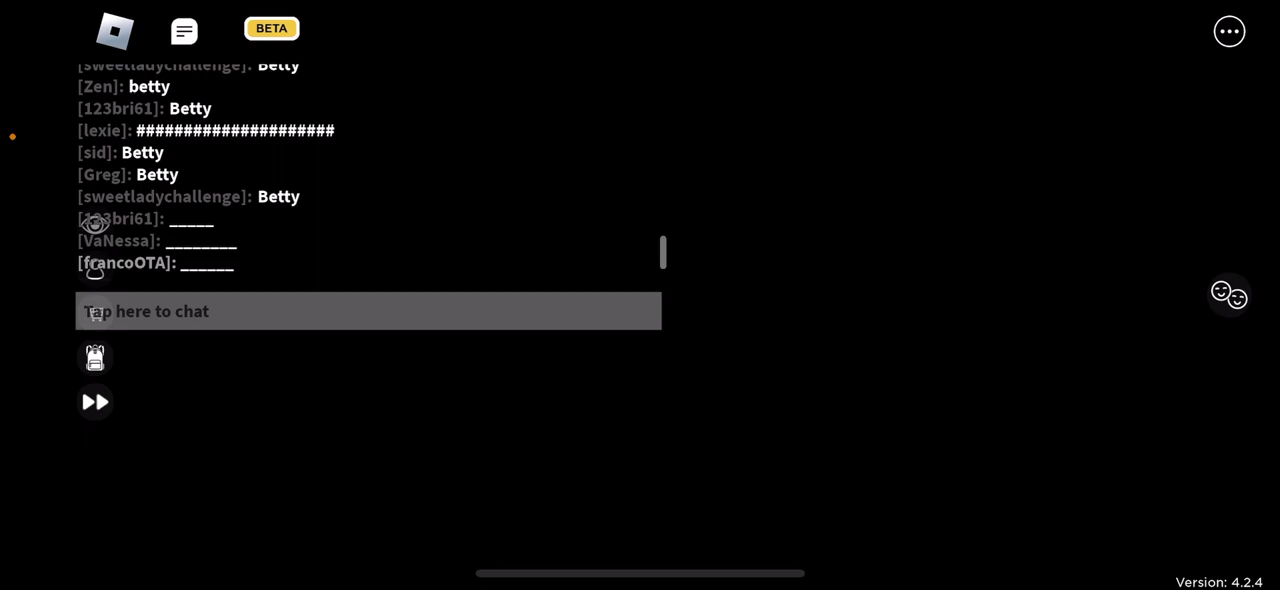 BETA
[sweetladychallenge]: Betty
[Zen]: betty
[123bri61]: Betty
[lexie]: #####################
[sid]: Betty
[Greg]: Betty
[sweetladychallenge]: Betty
[123bri61]: _____
[VaNessa]: ________
[francoOTA]: ______
Tap here to chat
Version: 4.2.4